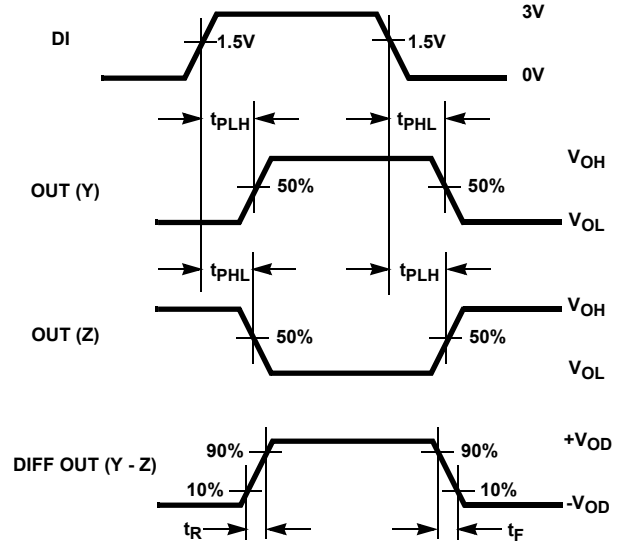 3V
DI
1.5V
1.5V
0V
tPLH
tPHL
VOH
OUT (Y)
50%
50%
VOL
tPHL
tPLH
VOH
OUT (Z)
50%
50%
VOL
+VOD
DIFF OUT (Y - Z)
90%
90%
10%
10%
-VOD
tR
tF